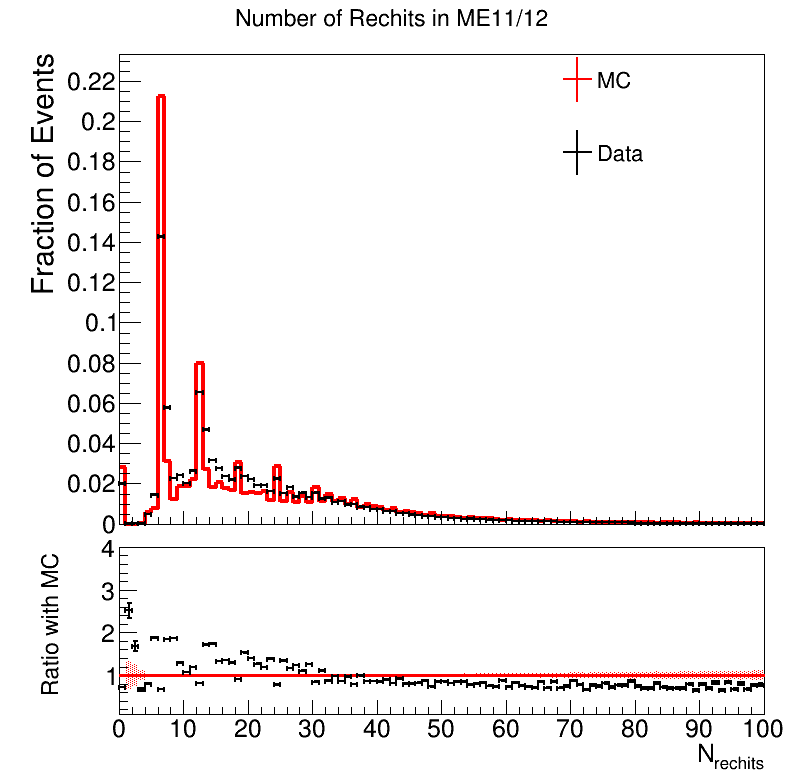 Number of Rechits in ME11/12
Fraction of Events
0.22
0.2
0.18
0.16
0.14
0.12
0.1
0.08
0.06
0.04
0.02
0
MC
Data
Ratio with MC
4
3
2
1
0 10 20 30 40 50 60 70 80 90 100
Nrechits